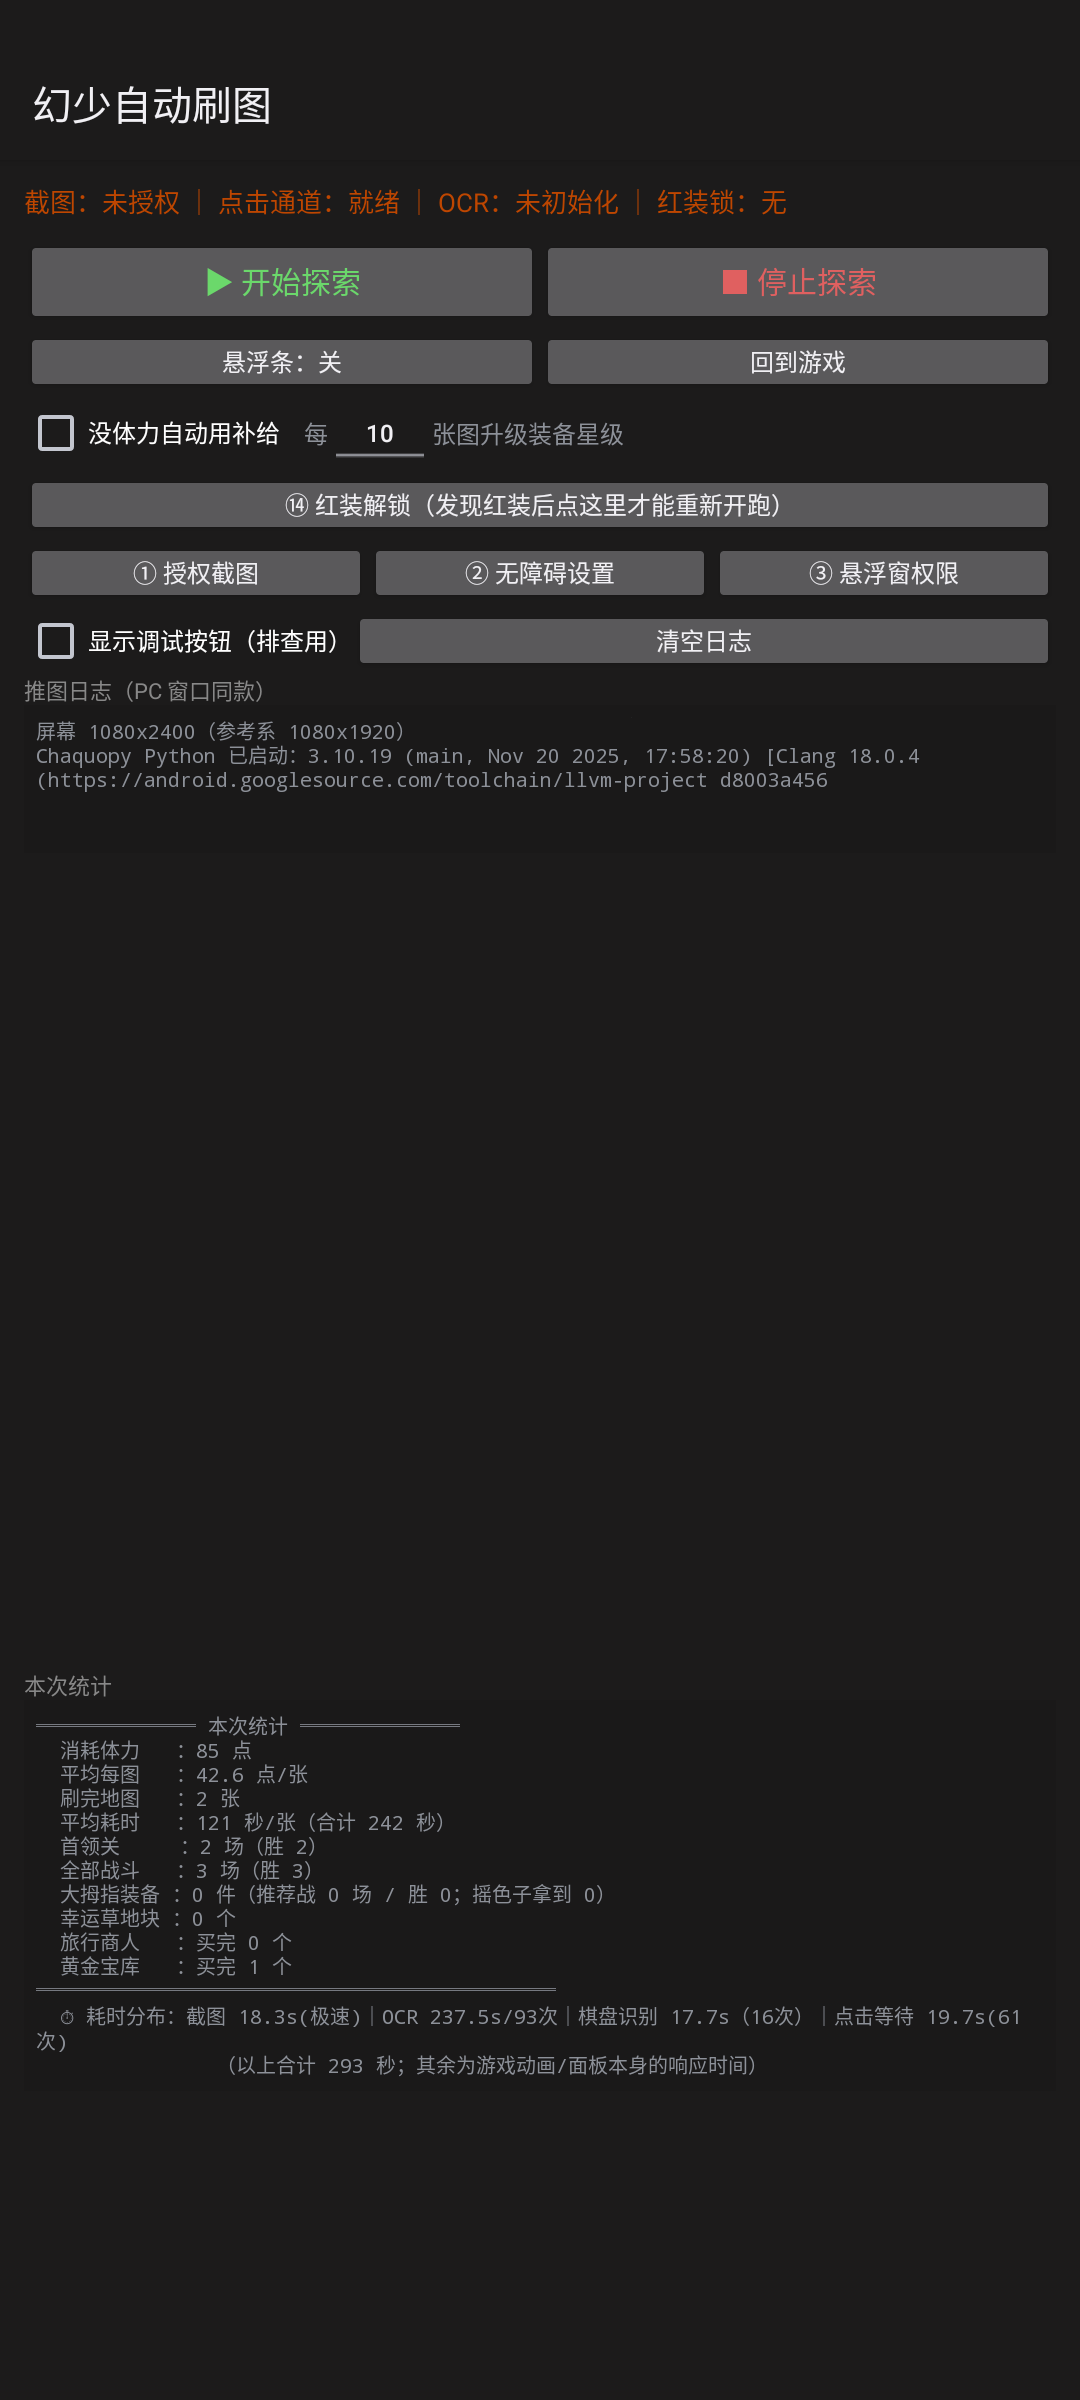 幻少自动刷图
截图：未授权 ｜ 点击通道：就绪 ｜ OCR：未初始化 ｜ 红装锁：无
▶ 开始探索
■ 停止探索
悬浮条：关
回到游戏
没体力自动用补给 每 10 张图升级装备星级
⑭ 红装解锁（发现红装后点这里才能重新开跑）
① 授权截图
② 无障碍设置
③ 悬浮窗权限
显示调试按钮（排查用）
清空日志
推图日志（PC 窗口同款）
屏幕 1080x2400（参考系 1080x1920）
Chaquopy Python 已启动：3.10.19 (main, Nov 20 2025, 17:58:20) [Clang 18.0.4
(https://android.googlesource.com/toolchain/llvm-project d8003a456
本次统计
════════ 本次统计 ════════
消耗体力 ：85 点
平均每图 ：42.6 点/张
刷完地图 ：2 张
平均耗时 ：121 秒/张（合计 242 秒）
首领关 ：2 场（胜 2）
全部战斗 ：3 场（胜 3）
大拇指装备 ：0 件（推荐战 0 场 / 胜 0；摇色子拿到 0）
幸运草地块 ：0 个
旅行商人 ：买完 0 个
黄金宝库 ：买完 1 个
══════════════════════════
⏱ 耗时分布：截图 18.3s(极速)｜OCR 237.5s/93次｜棋盘识别 17.7s（16次）｜点击等待 19.7s(61
次)
（以上合计 293 秒；其余为游戏动画/面板本身的响应时间）